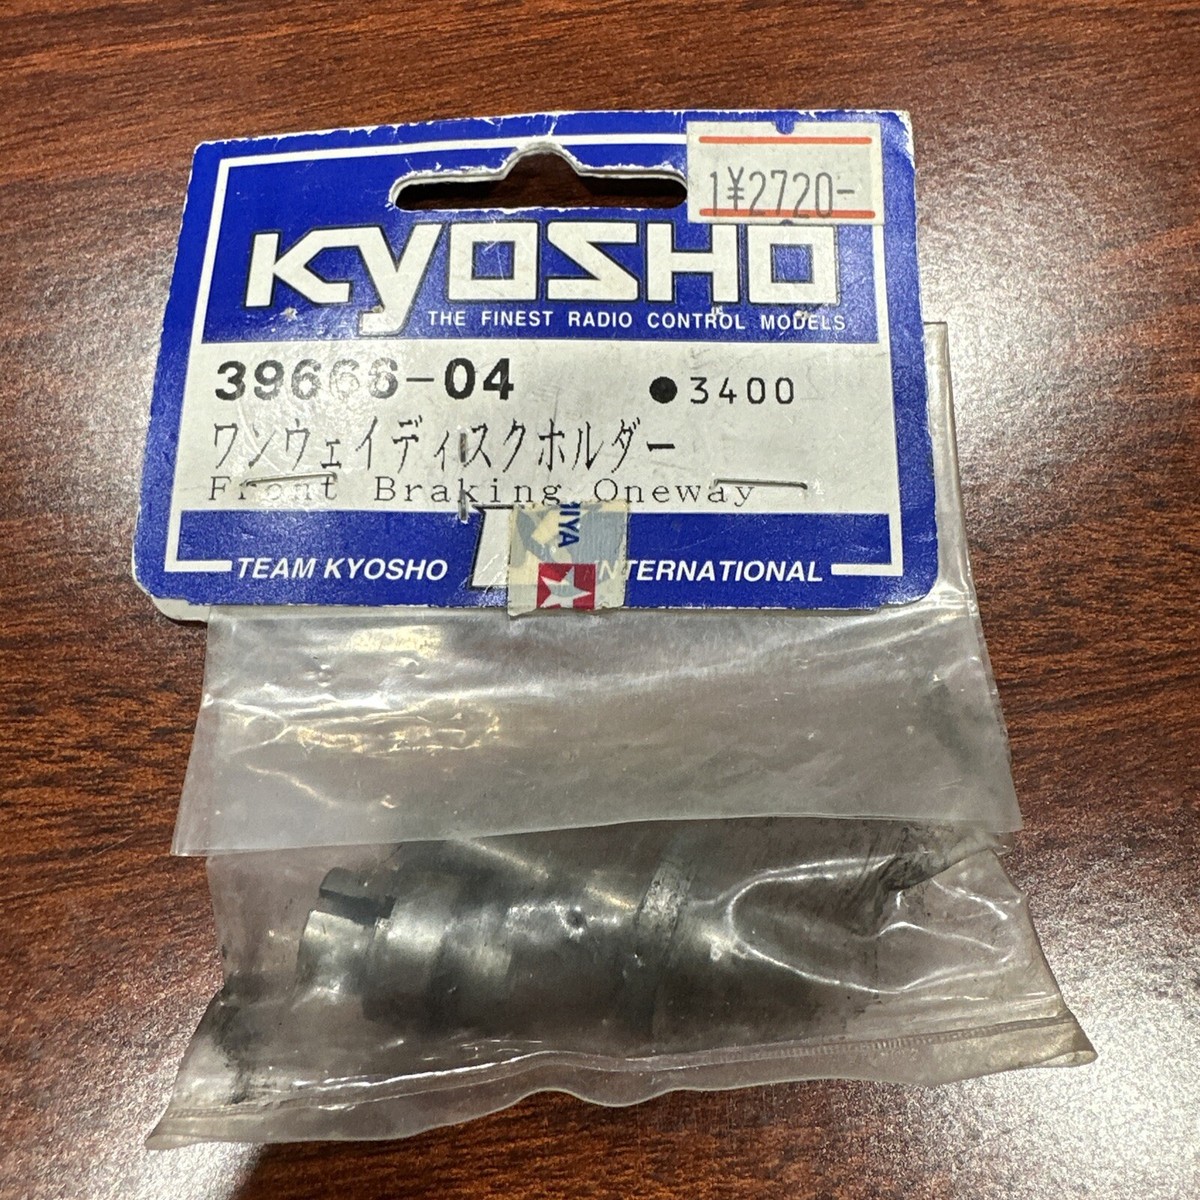 1¥2720-
KYOSHO
THE FINEST RADIO CONTROL MODELS
39666-04 ●3400
ワンウェイディスクホルダー
Front Braking Oneway
TEAM KYOSHO INTERNATIONAL